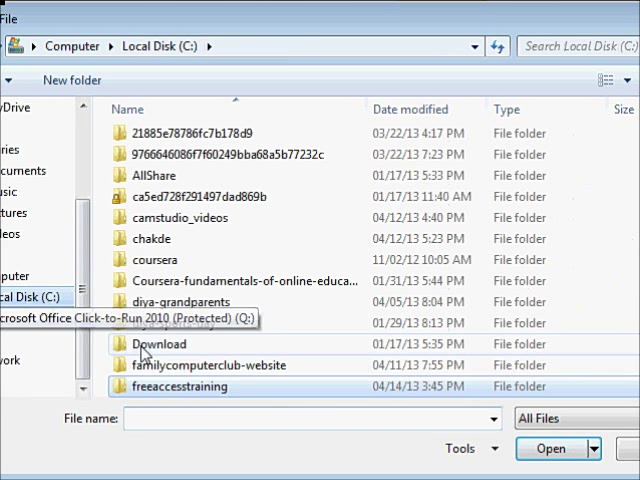 File
Computer Local Disk (C:) Search Local Disk (C:)
New folder
Name Date modified Type Size
21885e78786fc7b178d9 03/22/13 4:17 PM File folder
9766646086f7f60249bba68a5b77232c 03/22/13 7:23 PM File folder
AllShare 01/17/13 5:33 PM File folder
ca5ed728f291497dad869b 01/17/13 11:40 AM File folder
camstudio_videos 04/12/13 4:40 PM File folder
chakde 04/12/13 5:23 PM File folder
coursera 11/02/12 10:05 AM File folder
Coursera-fundamentals-of-online-educa... 01/31/13 5:44 PM File folder
diya-grandparents 04/05/13 8:04 PM File folder
diya-sports-day 01/29/13 8:13 PM File folder
Download 01/17/13 5:35 PM File folder
familycomputerclub-website 04/11/13 7:55 PM File folder
freeaccesstraining 04/14/13 3:45 PM File folder
yDrive
ries
cuments
usic
tures
eos
puter
cal Disk (C:)
crosoft Office Click-to-Run 2010 (Protected) (Q:)
work
File name: All Files
Tools Open